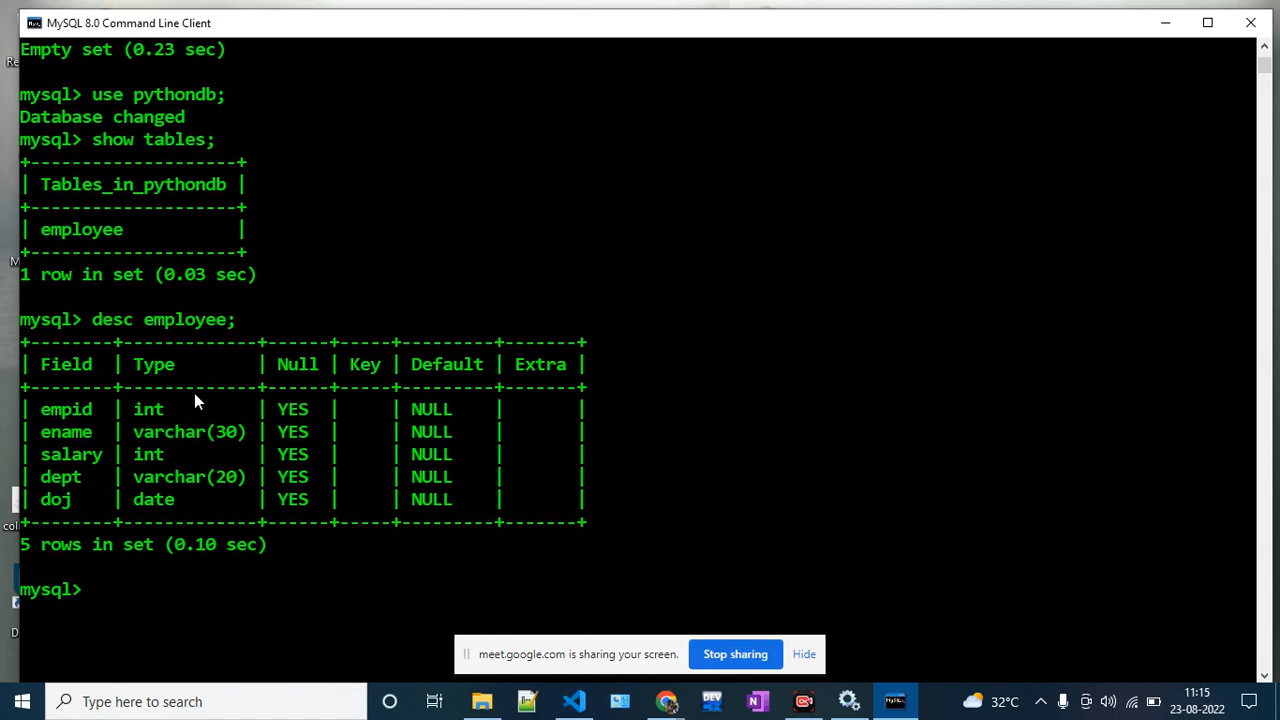 MySQL 8.0 Command Line Client
Empty set (0.23 sec)
mysql> use pythondb;
Database changed
mysql> show tables;
+--------------------+
| Tables_in_pythondb |
+--------------------+
| employee           |
+--------------------+
1 row in set (0.03 sec)
mysql> desc employee;
+--------+-------------+------+-----+---------+-------+
| Field  | Type        | Null | Key | Default | Extra |
+--------+-------------+------+-----+---------+-------+
| empid  | int         | YES  |     | NULL    |       |
| ename  | varchar(30) | YES  |     | NULL    |       |
| salary | int         | YES  |     | NULL    |       |
| dept   | varchar(20) | YES  |     | NULL    |       |
| doj    | date        | YES  |     | NULL    |       |
+--------+-------------+------+-----+---------+-------+
5 rows in set (0.10 sec)
mysql>
meet.google.com is sharing your screen. Stop sharing Hide
Type here to search
DEV
N
MySQL
32°C
11:15
23-08-2022